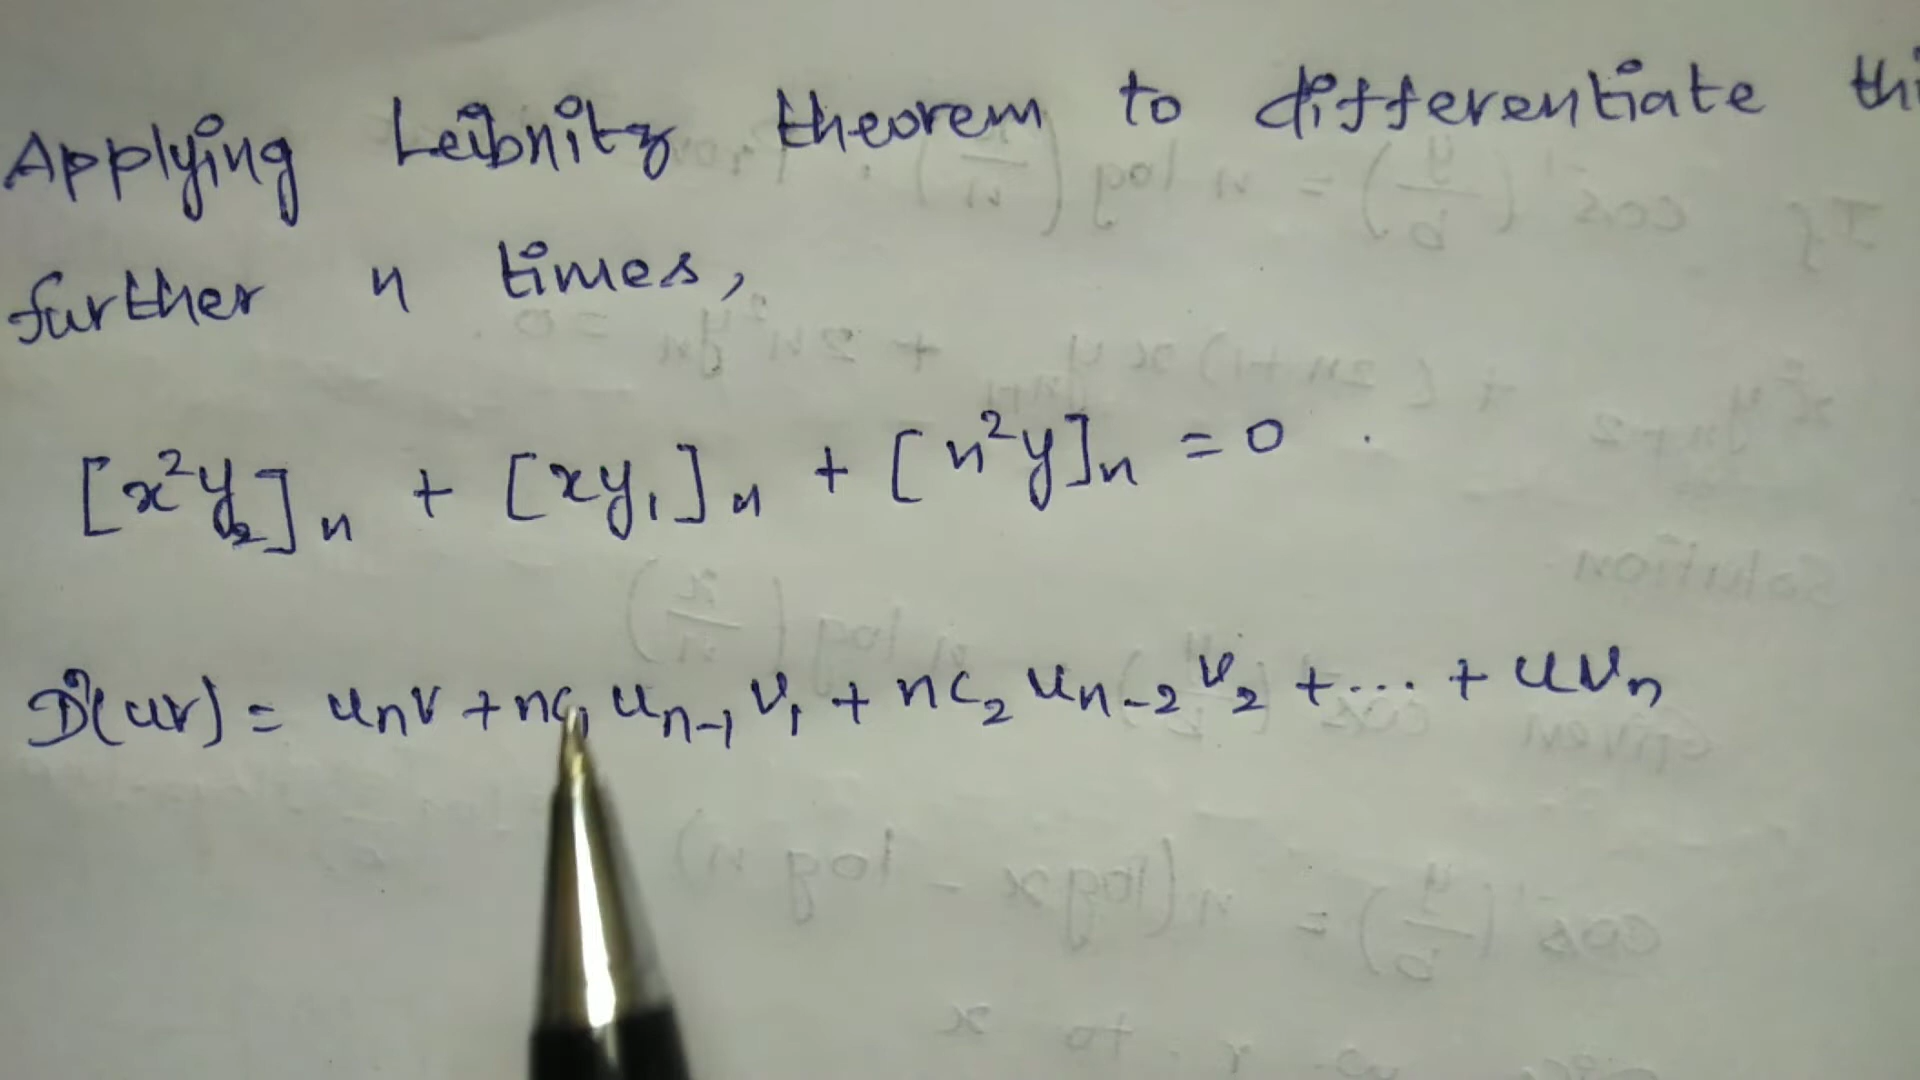 Applying Leibnitz theorem to differentiate thi
further n times,
[x²y₂]ₙ + [xy₁]ₙ + [n²y]ₙ = 0 .
Dⁿ(uv) = uₙv + nc₁ uₙ₋₁ v₁ + nc₂ uₙ₋₂ v₂ + ... + uvₙ